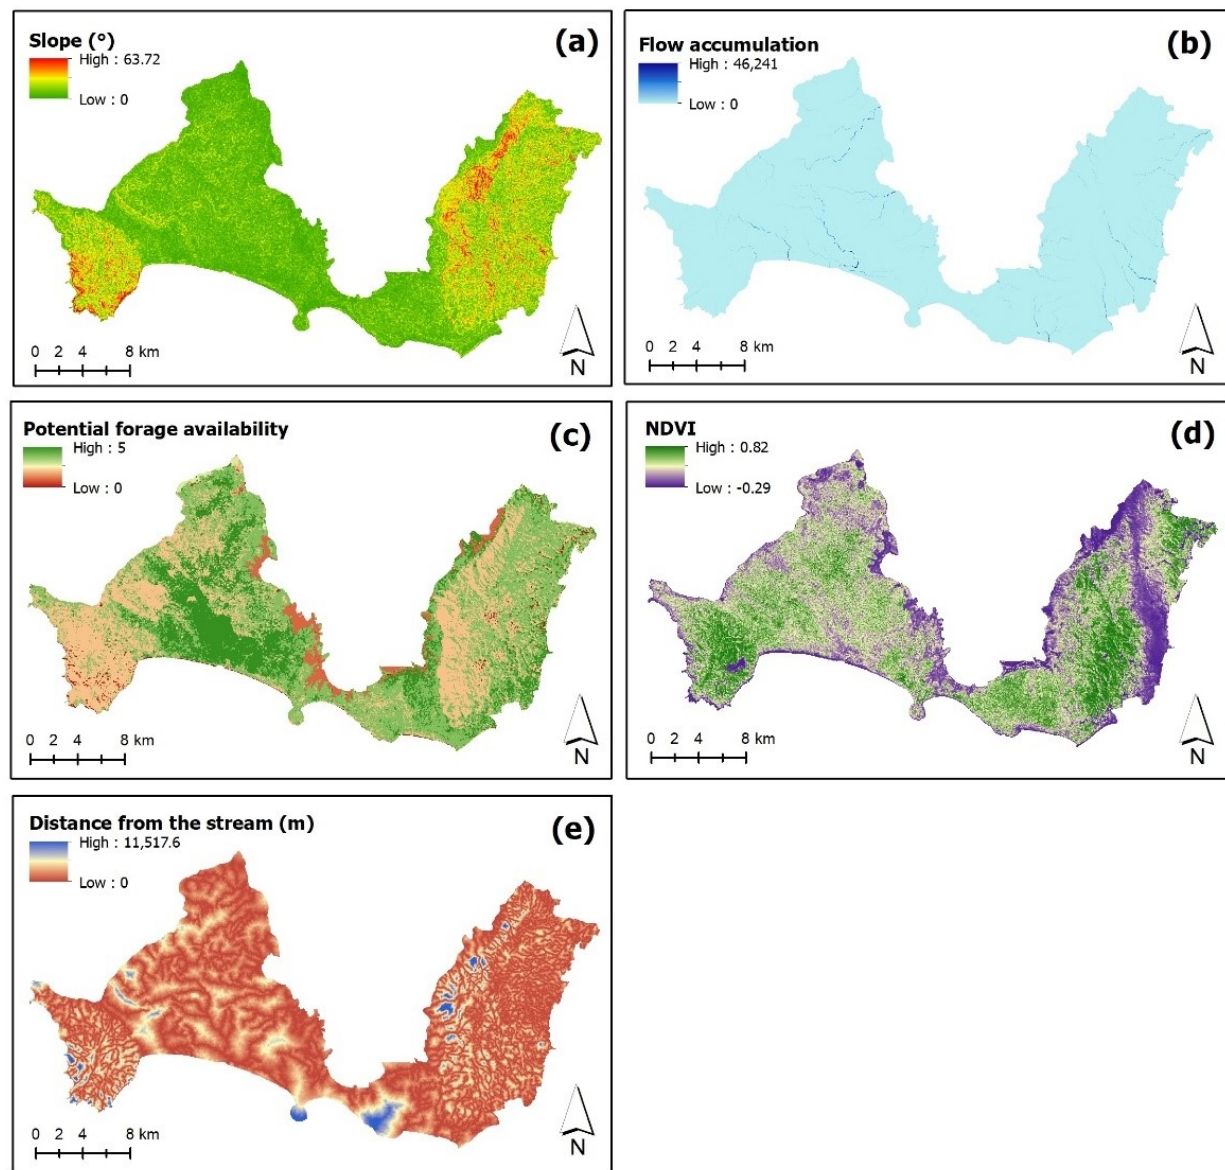 Slope (°)
(a)
High : 63.72
Low : 0
0 2 4 8 km
N
Flow accumulation
(b)
High : 46,241
Low : 0
0 2 4 8 km
N
Potential forage availability
(c)
High : 5
Low : 0
0 2 4 8 km
N
NDVI
(d)
High : 0.82
Low : -0.29
0 2 4 8 km
N
Distance from the stream (m)
(e)
High : 11,517.6
Low : 0
0 2 4 8 km
N